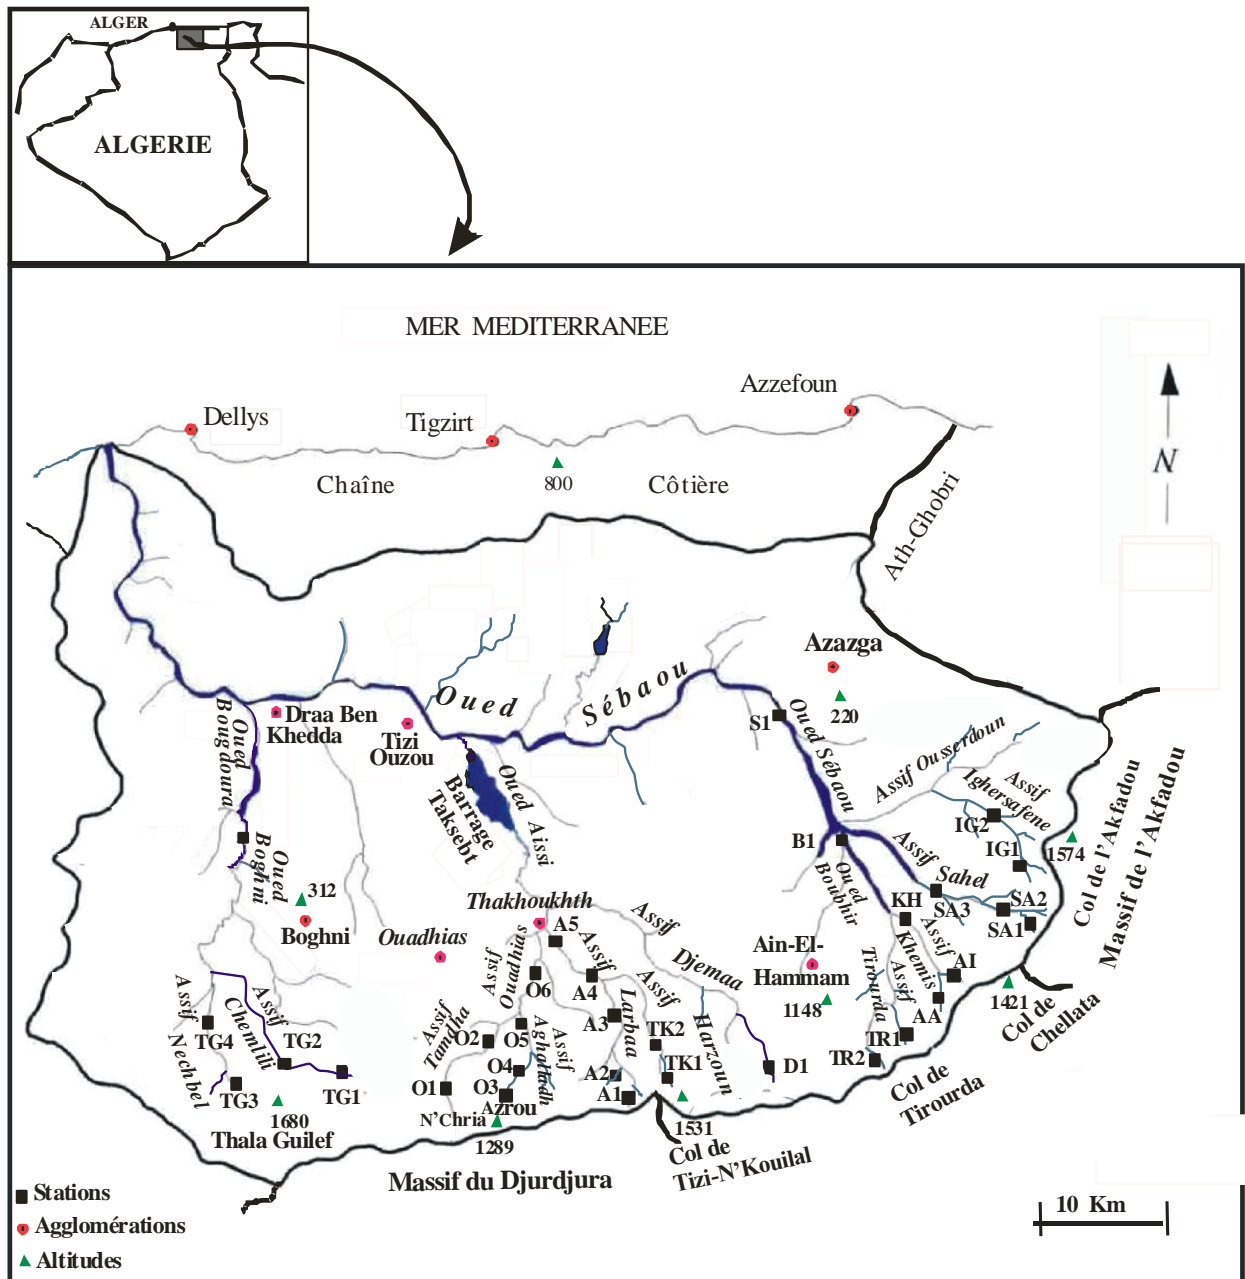 ALGER
ALGERIE
MER MEDITERRANEE
Azzefoun
Dellys
Tigzirt
N
800
Chaîne
Côtière
Ath-Ghobri
Azazga
220
Oued
Sébaou
S1
Oued Sébaou
Draa Ben
Khedda
Tizi
Ouzou
Oued
Bougdoura
Barrage
Taksebt
Oued Aissi
Assif Ousserdoun
Assif
Ighersafene
IG2
IG1
1574
Col de l'Akfadou
Massif de l'Akfadou
B1
Oued
Boubhir
Assif
Sahel
SA3
SA2
SA1
Oued
Boghni
312
Boghni
Thakhoukhth
Ouadhias
A5
Assif
Djemaa
Ain-El-
Hammam
1148
KH
Assif
Khemis
AI
AA
1421
Col de
Chellata
Assif
Ouadhias
O6
Assif
Larbaa
A4
A3
Assif
Harzoun
TK2
TK1
Assif
Tirourda
TR1
TR2
Col de
Tirourda
D1
Assif
Nechbel
TG4
Assif
Chemlili
TG2
TG3
TG1
1680
Thala Guilef
Assif
Tamdha
O2
O5
O4
O1
O3
Azrou
N'Chria
1289
Assif
Aghalladh
A2
A1
1531
Col de
Tizi-N'Kouilal
Massif du Djurdjura
Stations
Agglomérations
Altitudes
10 Km